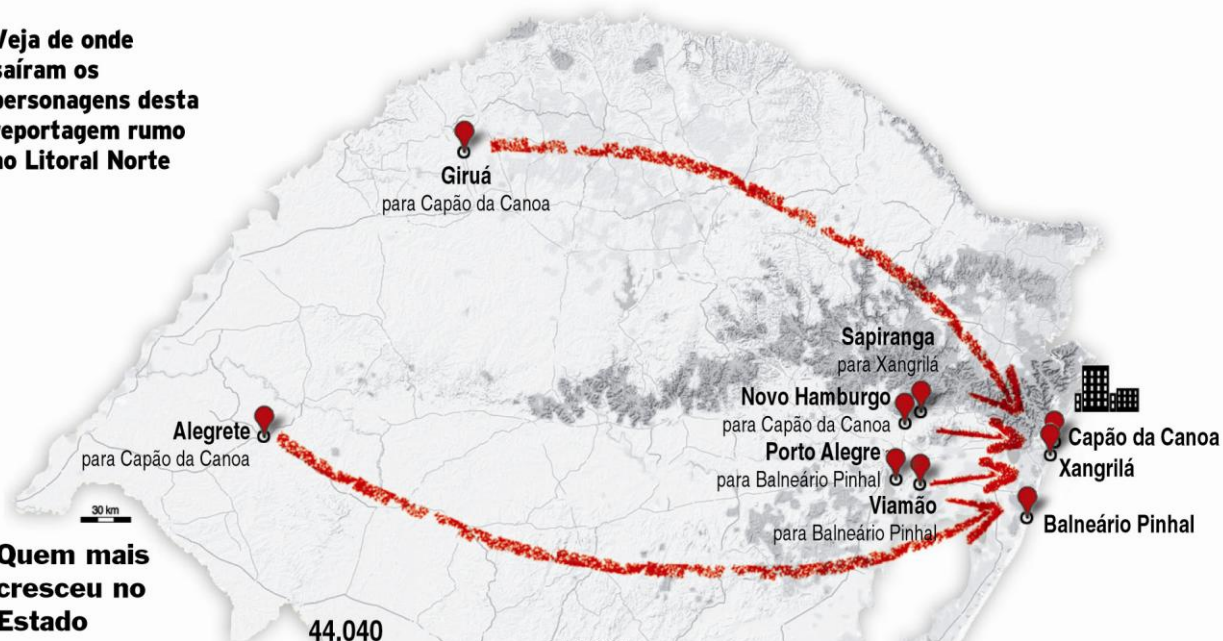 Veja de onde
saíram os
personagens desta
reportagem rumo
ao Litoral Norte
Giruá
para Capão da Canoa
Sapiranga
para Xangrilá
Novo Hamburgo
para Capão da Canoa
Alegrete
para Capão da Canoa
Porto Alegre
para Balneário Pinhal
Viamão
para Balneário Pinhal
Capão da Canoa
Xangrilá
Balneário Pinhal
30 km
Quem mais
cresceu no
Estado
44.040